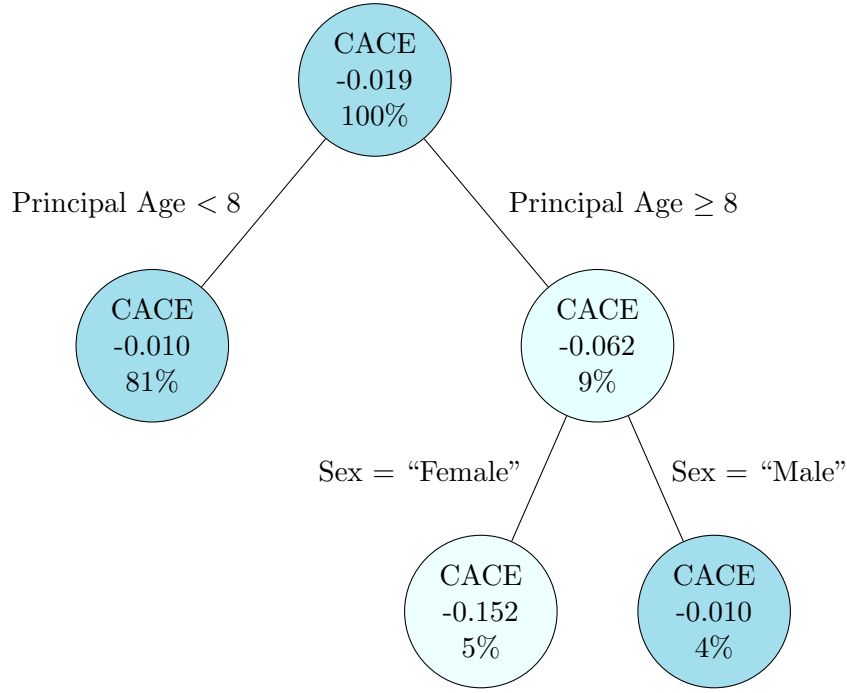 CACE
-0.019
100%
Principal Age < 8
Principal Age ≥ 8
CACE
-0.010
81%
CACE
-0.062
9%
Sex = “Female”
Sex = “Male”
CACE
-0.152
5%
CACE
-0.010
4%